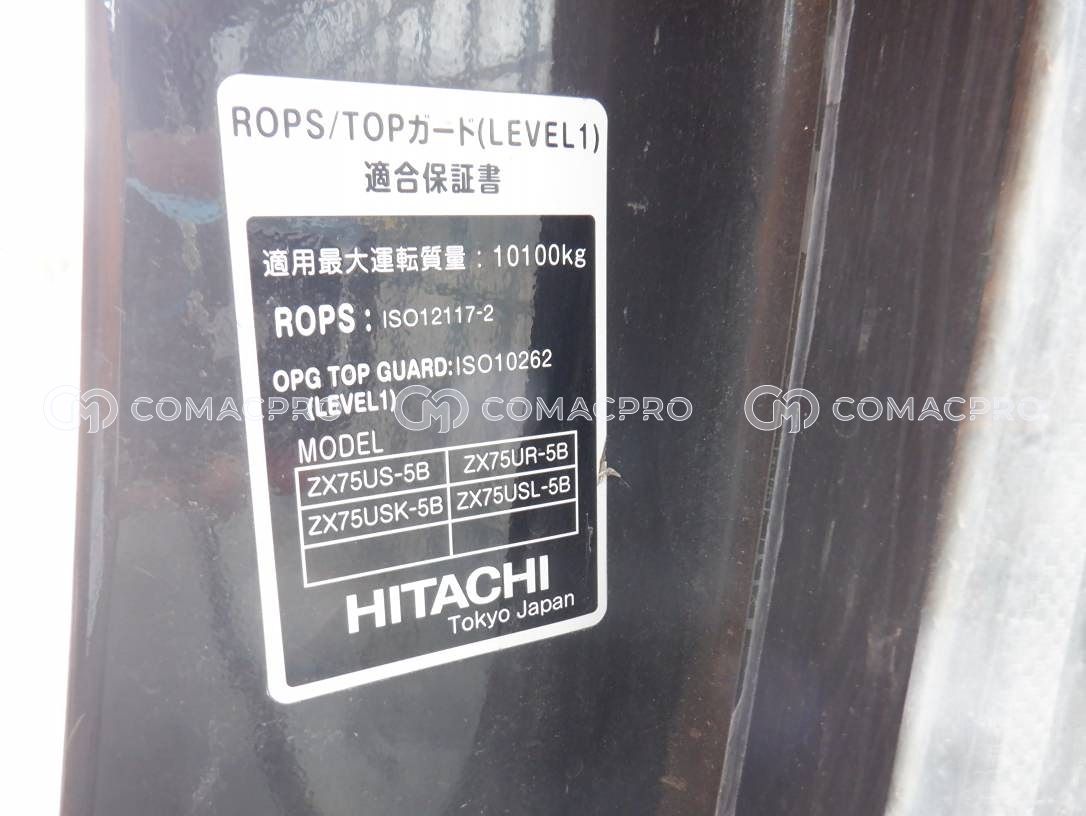 ROPS/TOPガード(LEVEL1)
適合保証書
適用最大運転質量：10100kg
ROPS：ISO12117-2
OPG TOP GUARD:ISO10262
(LEVEL1)
MODEL
ZX75US-5B ZX75UR-5B
ZX75USK-5B ZX75USL-5B
HITACHI
Tokyo Japan
COMACPRO COMACPRO COMACPRO